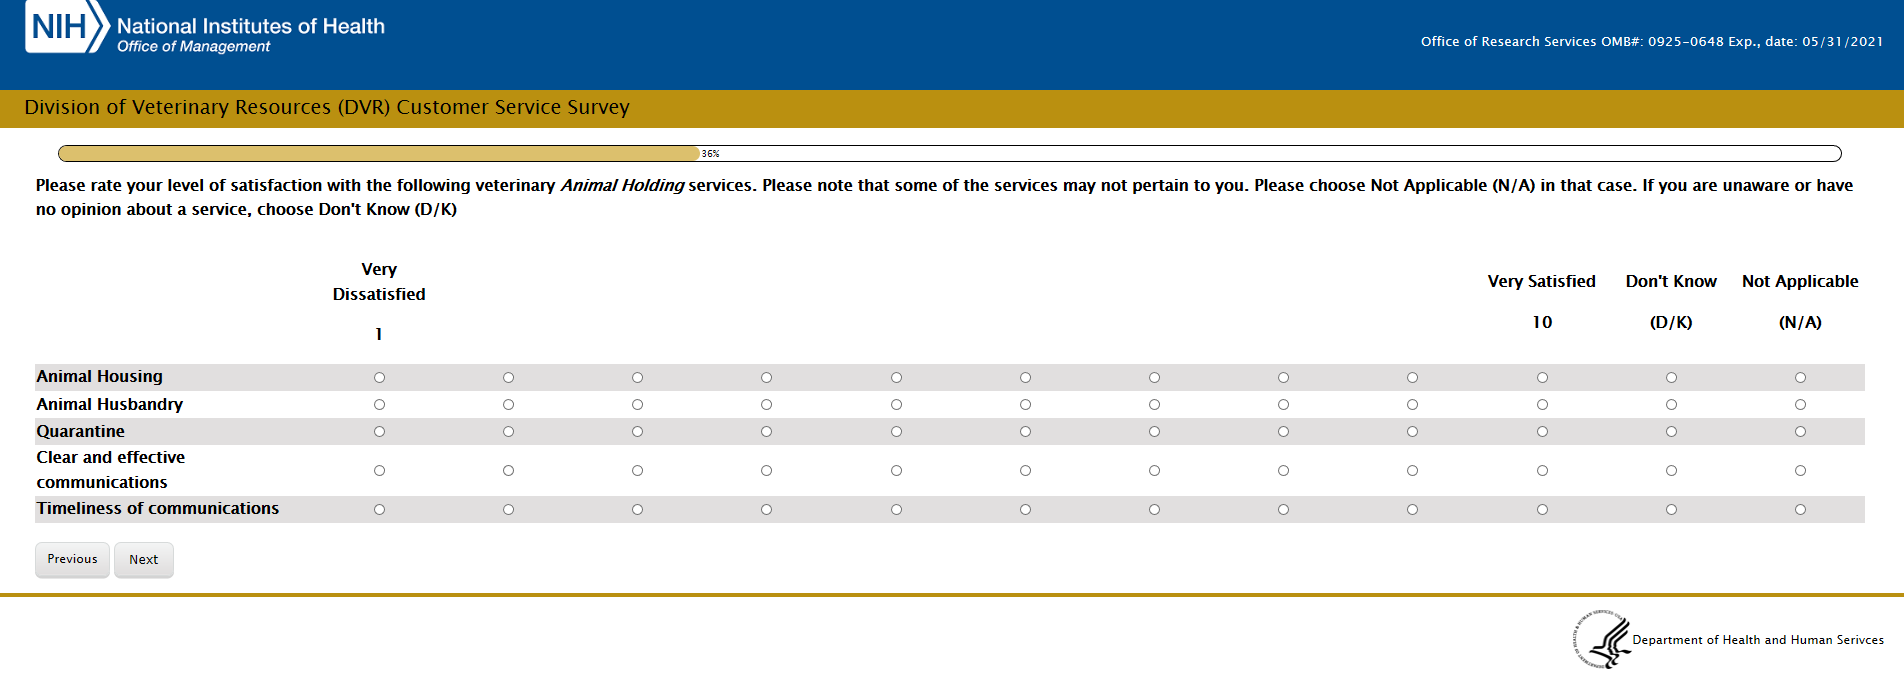 NIH
National Institutes of Health
Office of Management
Office of Research Services OMB#: 0925-0648 Exp., date: 05/31/2021
Division of Veterinary Resources (DVR) Customer Service Survey
36%
Please rate your level of satisfaction with the following veterinary Animal Holding services. Please note that some of the services may not pertain to you. Please choose Not Applicable (N/A) in that case. If you are unaware or have
no opinion about a service, choose Don't Know (D/K)
Very
Dissatisfied
1
Very Satisfied
10
Don't Know
(D/K)
Not Applicable
(N/A)
Animal Housing
Animal Husbandry
Quarantine
Clear and effective
communications
Timeliness of communications
Previous
Next
Department of Health and Human Serivces